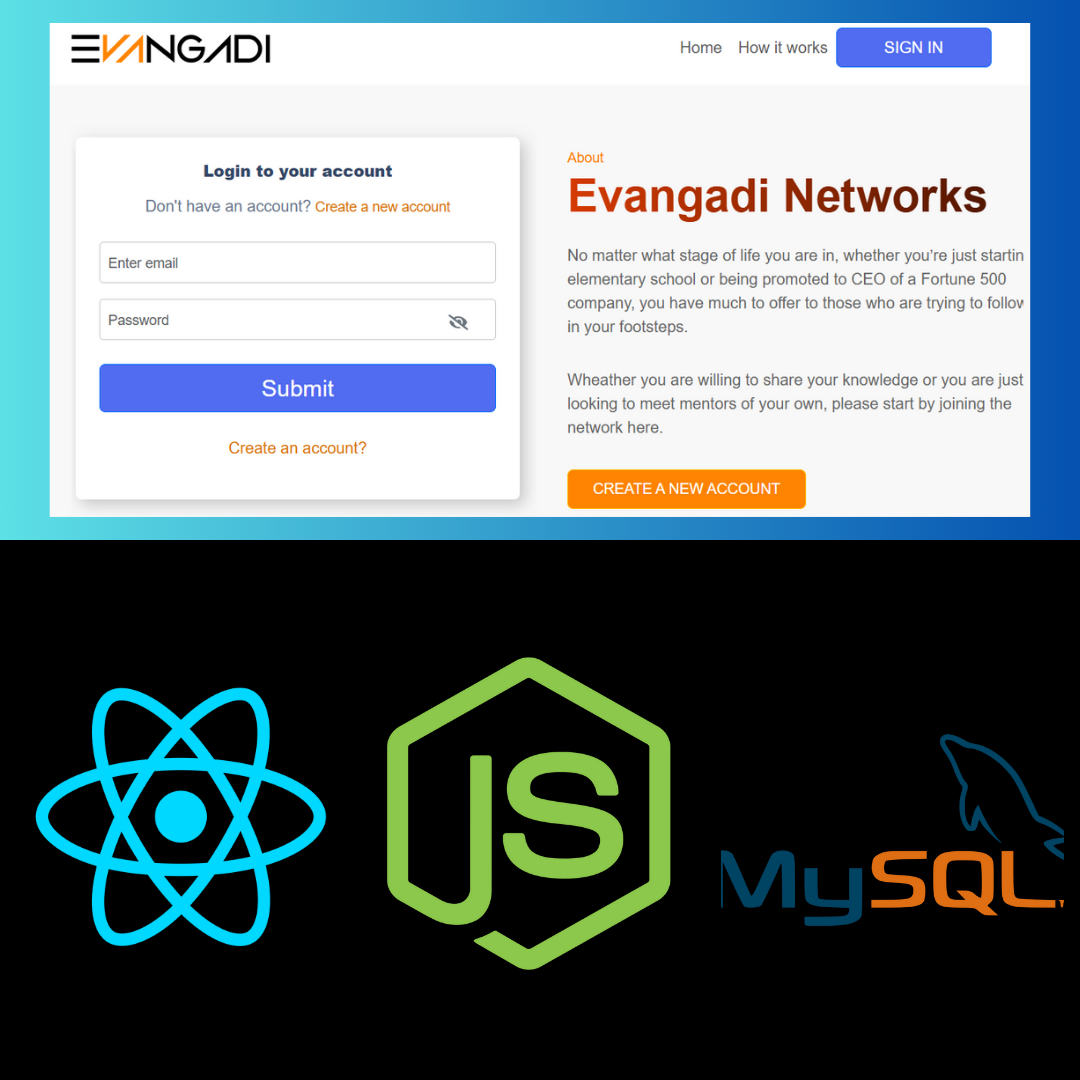 EVANGADI
Home How it works SIGN IN
Login to your account
Don't have an account? Create a new account
Enter email
Password
Submit
Create an account?
About
Evangadi Networks
No matter what stage of life you are in, whether you’re just startin
elementary school or being promoted to CEO of a Fortune 500
company, you have much to offer to those who are trying to follow
in your footsteps.
Wheather you are willing to share your knowledge or you are just
looking to meet mentors of your own, please start by joining the
network here.
CREATE A NEW ACCOUNT
JS
MySQL